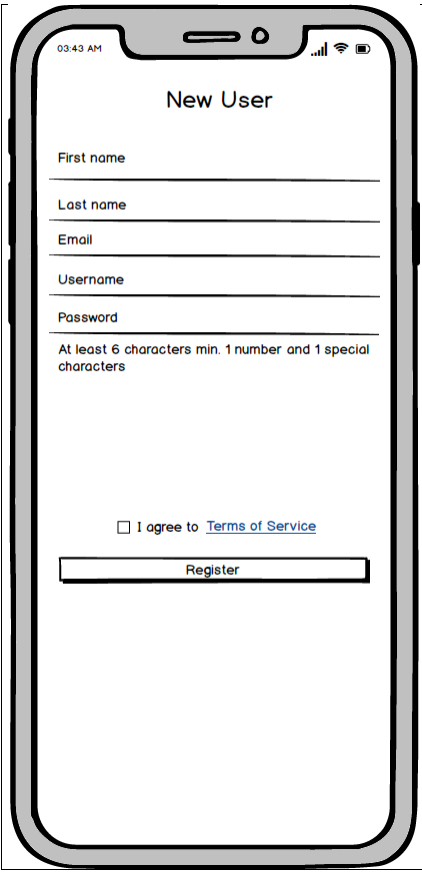 03:43 AM
New User
First name
Last name
Email
Username
Password
At least 6 characters min. 1 number and 1 special
characters
I agree to Terms of Service
Register